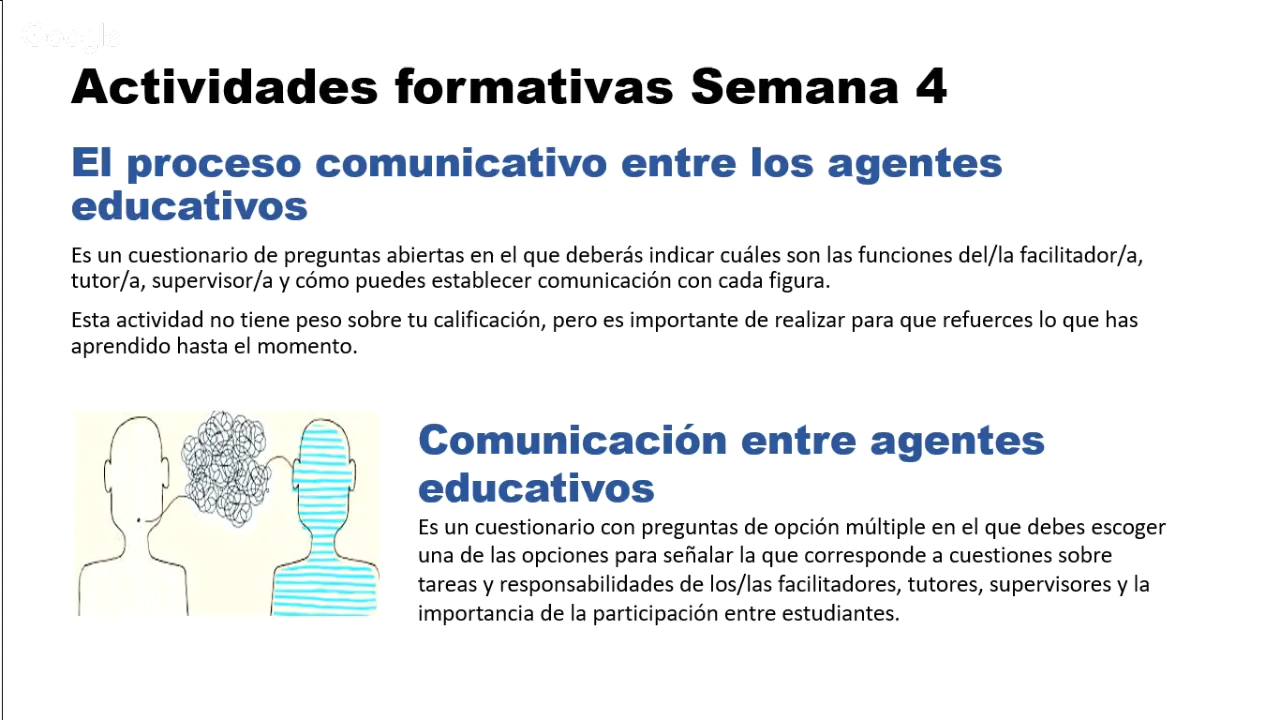 Google
Actividades formativas Semana 4
El proceso comunicativo entre los agentes
educativos
Es un cuestionario de preguntas abiertas en el que deberás indicar cuáles son las funciones del/la facilitador/a,
tutor/a, supervisor/a y cómo puedes establecer comunicación con cada figura.
Esta actividad no tiene peso sobre tu calificación, pero es importante de realizar para que refuerces lo que has
aprendido hasta el momento.
Comunicación entre agentes
educativos
Es un cuestionario con preguntas de opción múltiple en el que debes escoger
una de las opciones para señalar la que corresponde a cuestiones sobre
tareas y responsabilidades de los/las facilitadores, tutores, supervisores y la
importancia de la participación entre estudiantes.